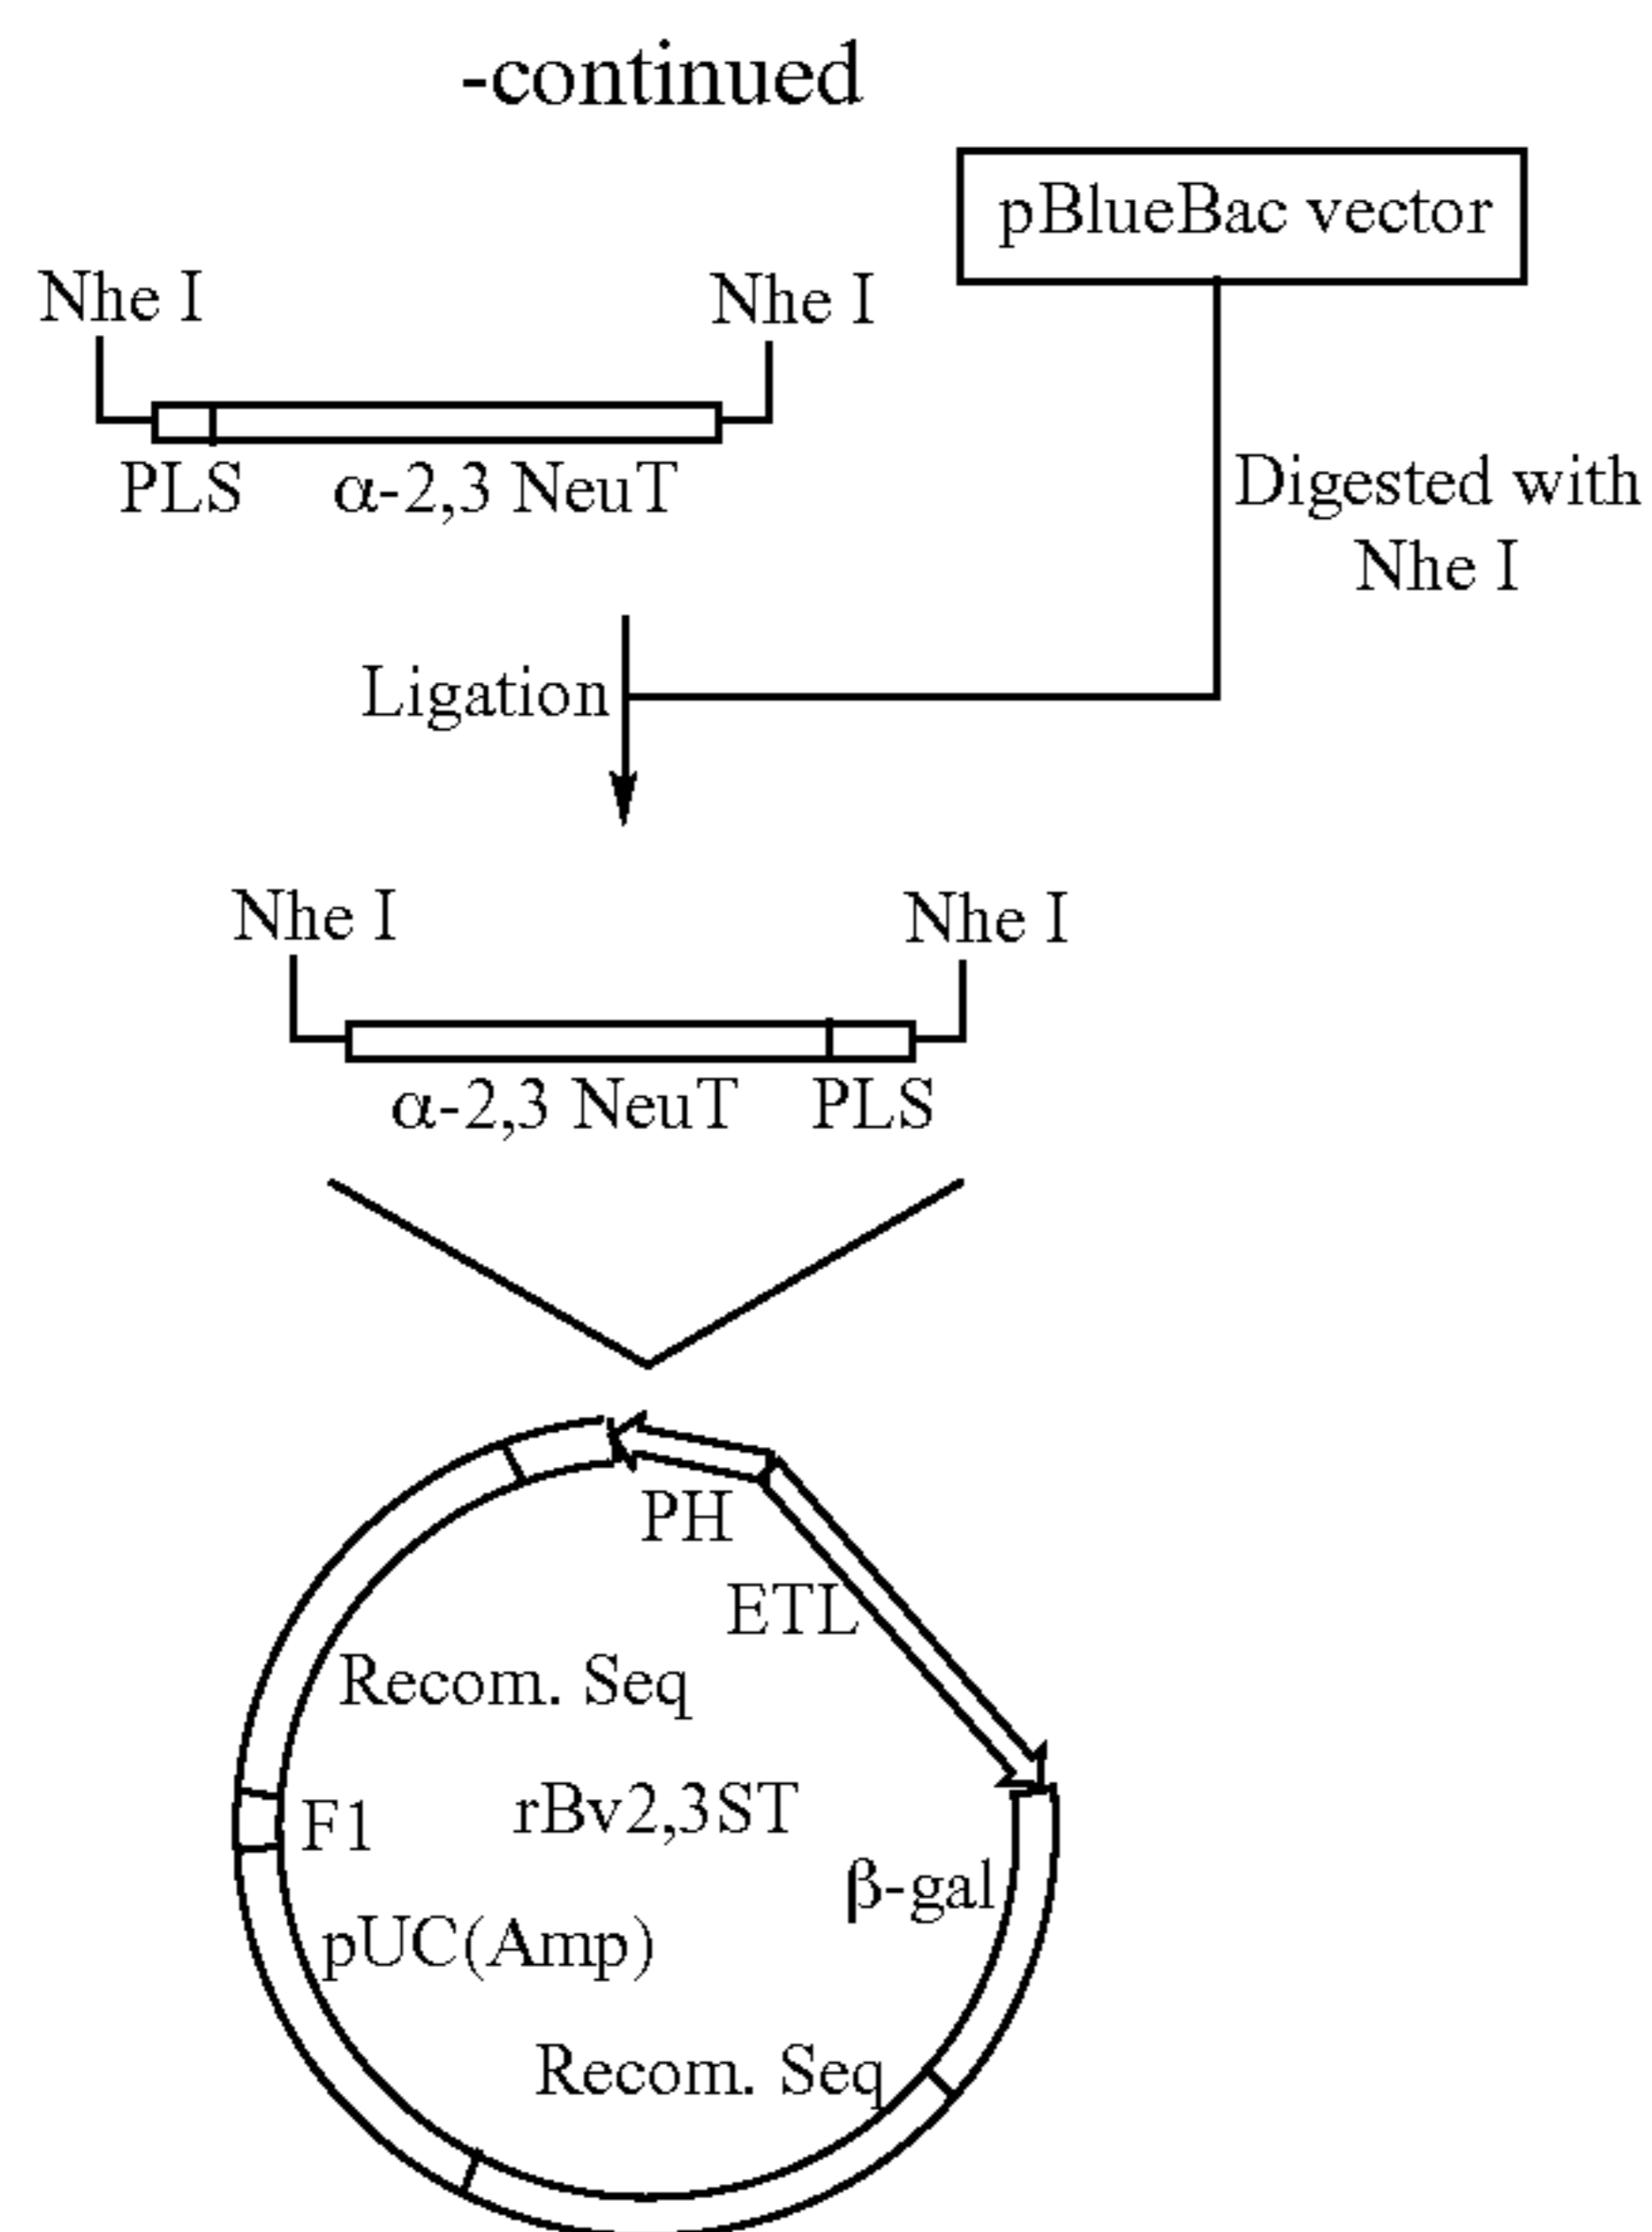 -continued
pBlueBac vector
Nhe I
Nhe I
PLS
α-2,3 NeuT
Digested with
Nhe I
Ligation
Nhe I
Nhe I
α-2,3 NeuT
PLS
PH
ETL
Recom. Seq
rBv2,3ST
F1
β-gal
pUC(Amp)
Recom. Seq